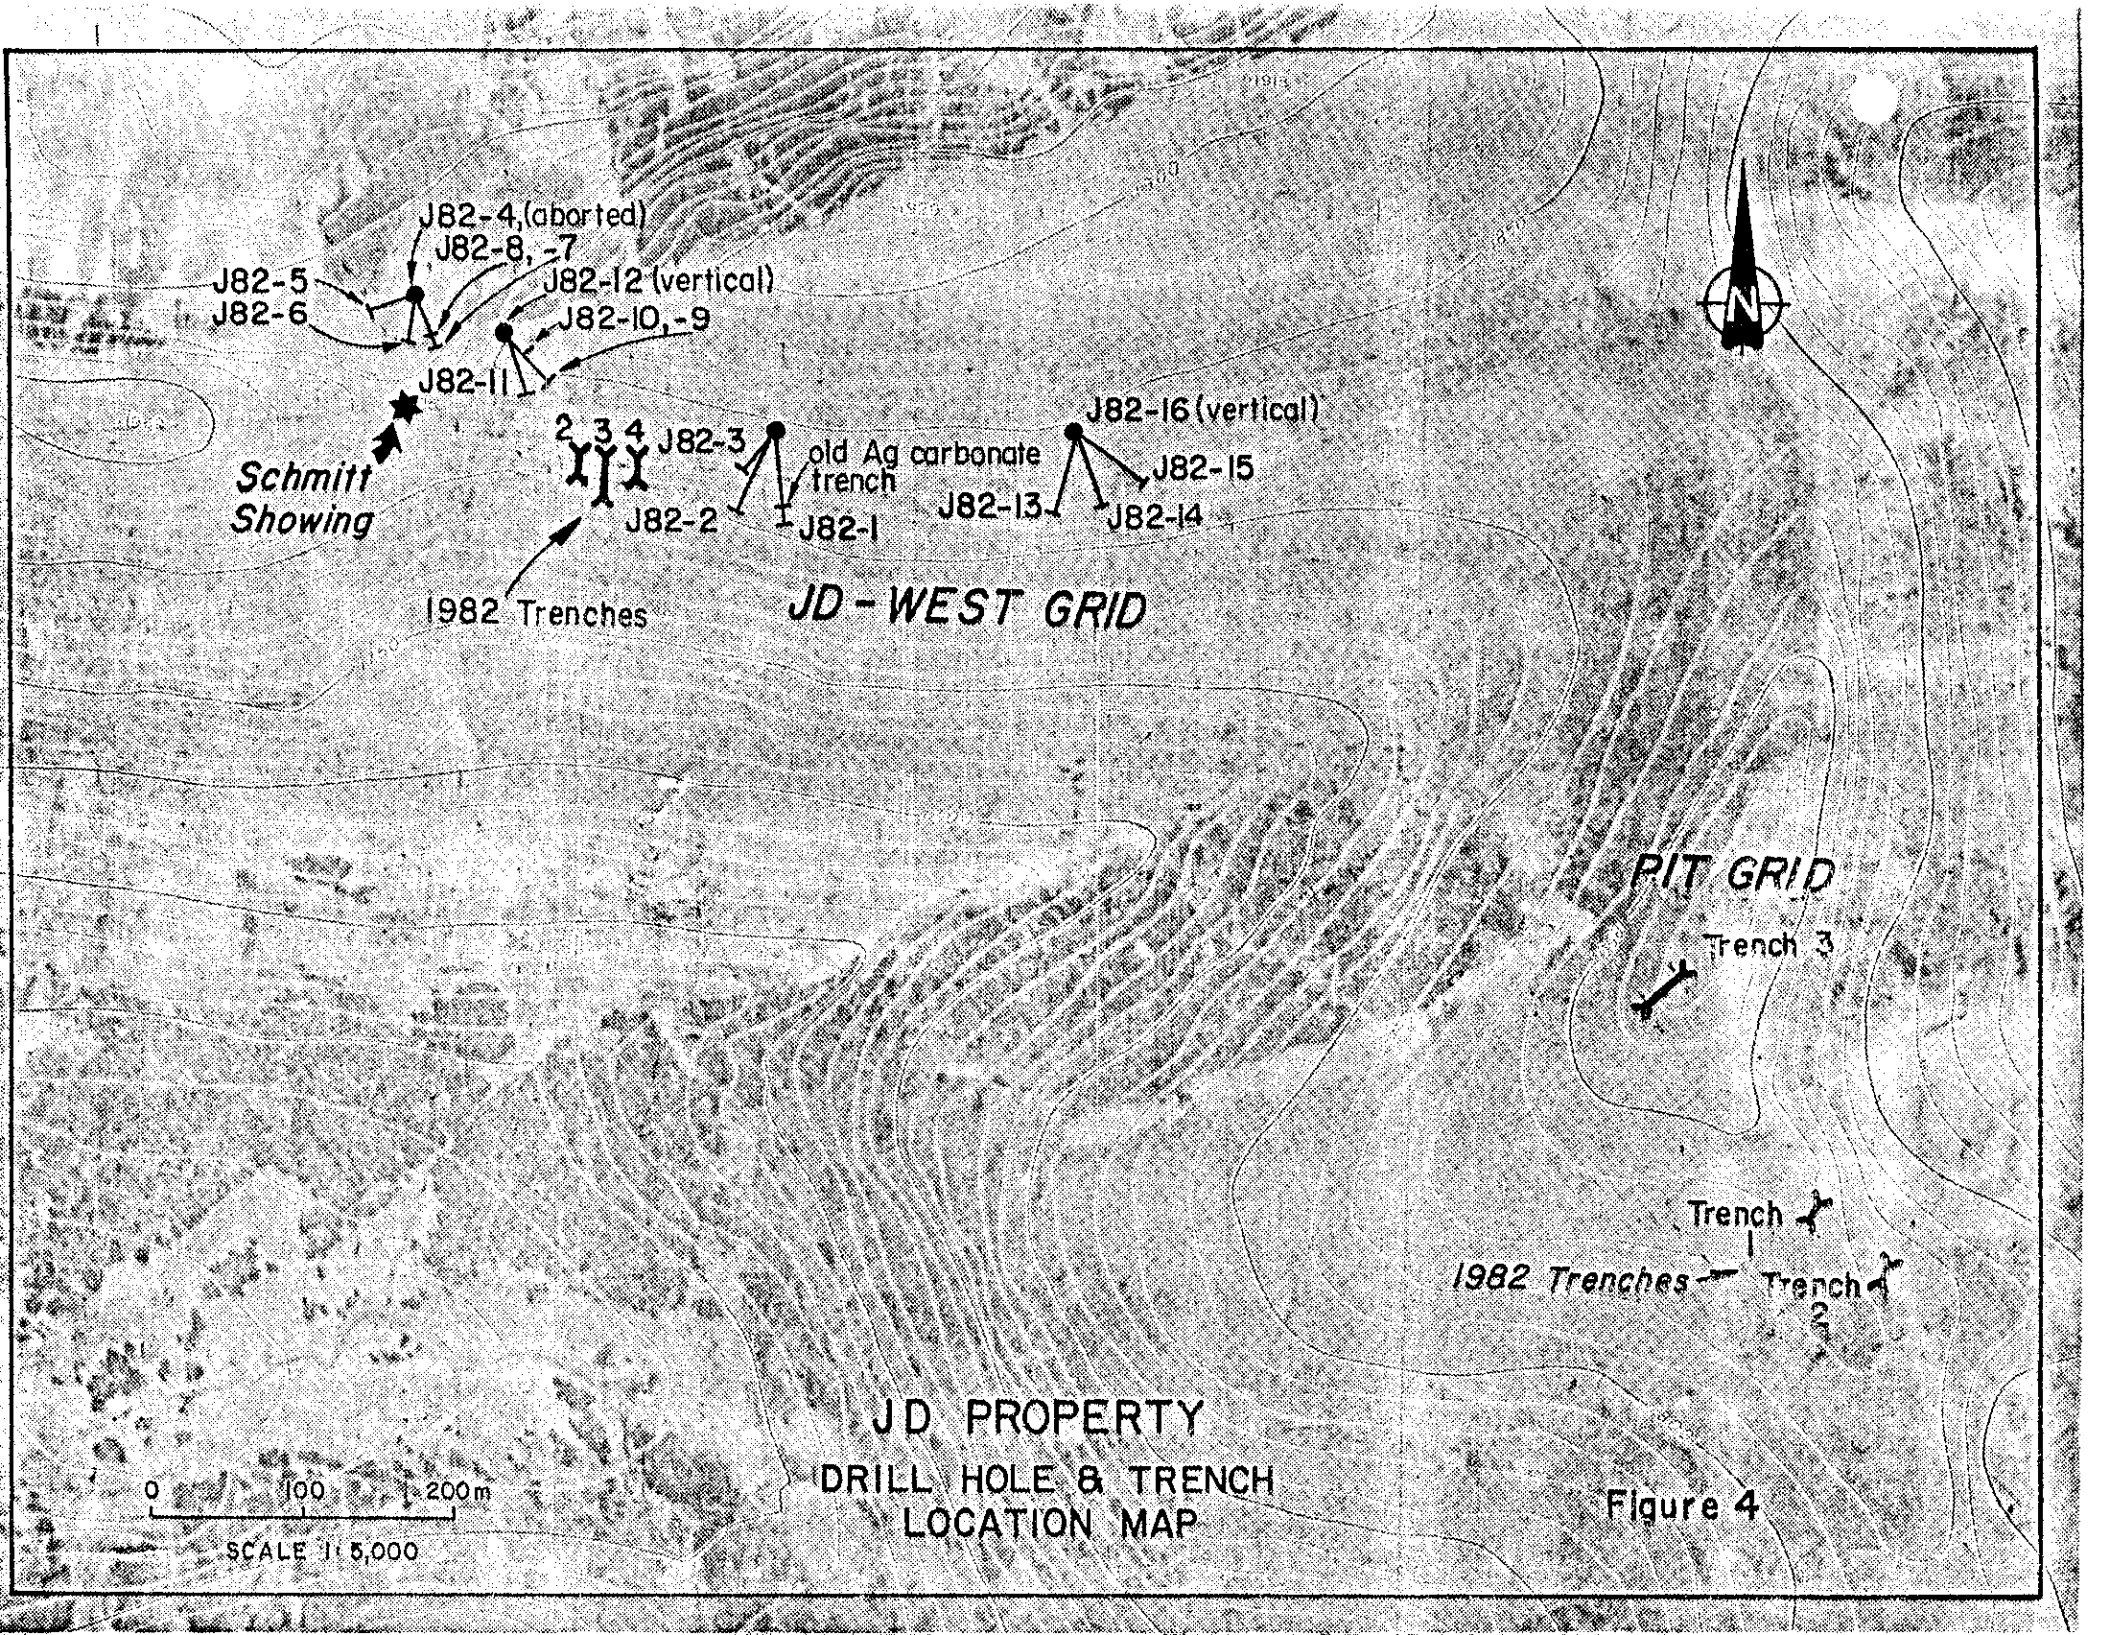 J82-4,(aborted)
J82-8, -7
J82-5
J82-12 (vertical)
J82-6
J82-10,-9
N
J82-11
J82-16 (vertical)
2 3 4
J82-3
old Ag carbonate
trench
J82-15
Schmitt
Showing
J82-2
J82-1
J82-13
J82-14
1982 Trenches
JD-WEST GRID
PIT GRID
Trench 3
Trench
1
1982 Trenches
Trench
2
JD PROPERTY
DRILL HOLE & TRENCH
LOCATION MAP
0 100 200m
SCALE 1:5,000
Figure 4